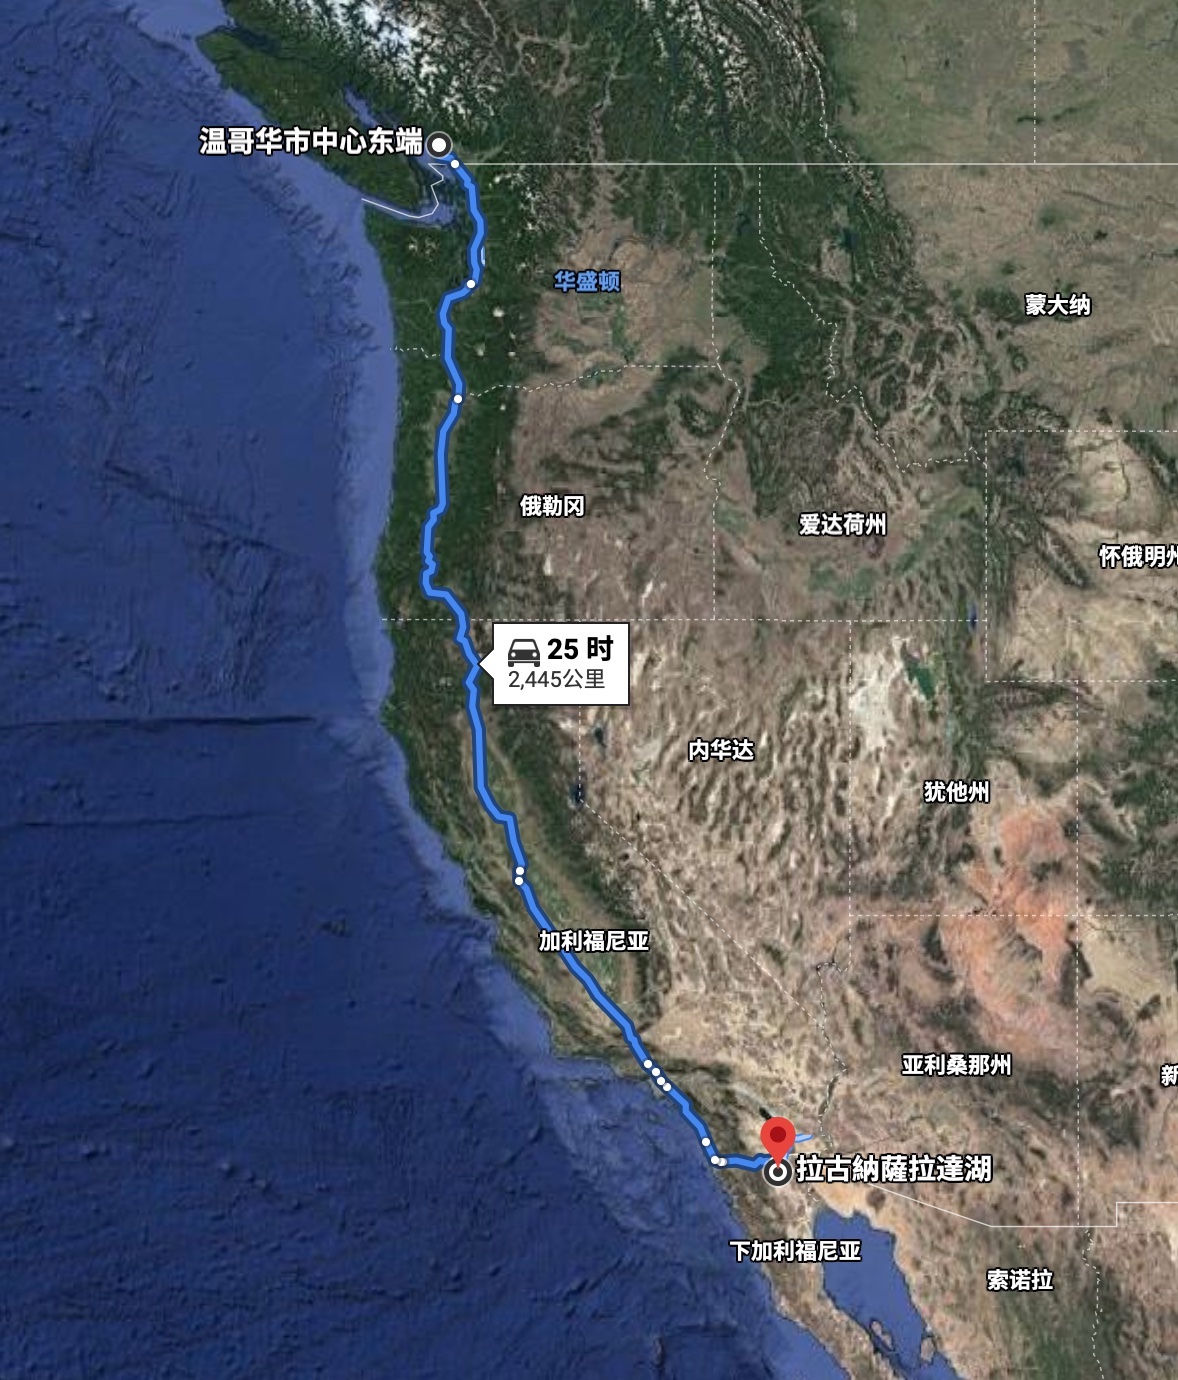 温哥华市中心东端
华盛顿
蒙大纳
俄勒冈
爱达荷州
怀俄明州
25 时
2,445公里
内华达
犹他州
加利福尼亚
亚利桑那州
新
拉古納薩拉達湖
下加利福尼亚
索诺拉